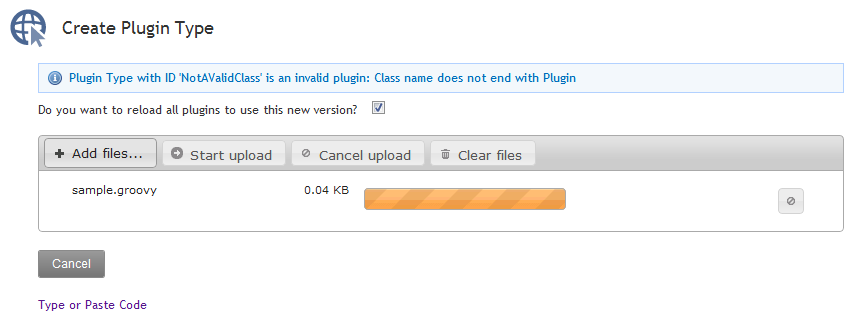 Create Plugin Type
Plugin Type with ID 'NotAValidClass' is an invalid plugin: Class name does not end with Plugin
Do you want to reload all plugins to use this new version?
Add files... Start upload Cancel upload Clear files
sample.groovy 0.04 KB
Cancel
Type or Paste Code